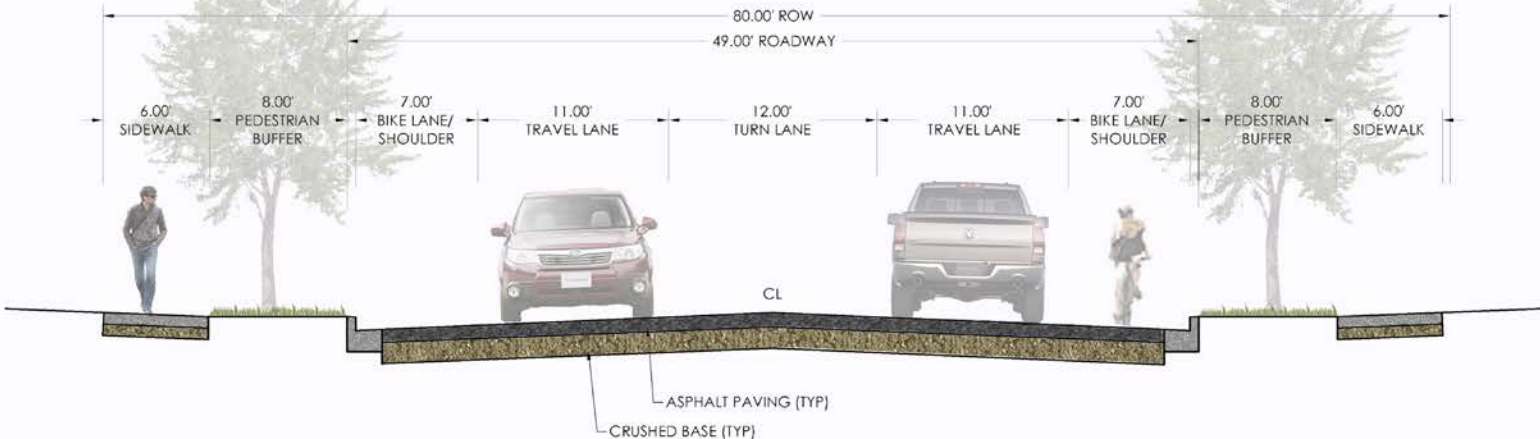 80.00' ROW
49.00' ROADWAY
6.00'
SIDEWALK
8.00'
PEDESTRIAN
BUFFER
7.00'
BIKE LANE/
SHOULDER
11.00'
TRAVEL LANE
12.00'
TURN LANE
11.00'
TRAVEL LANE
7.00'
BIKE LANE/
SHOULDER
8.00'
PEDESTRIAN
BUFFER
6.00'
SIDEWALK
CL
ASPHALT PAVING (TYP)
CRUSHED BASE (TYP)